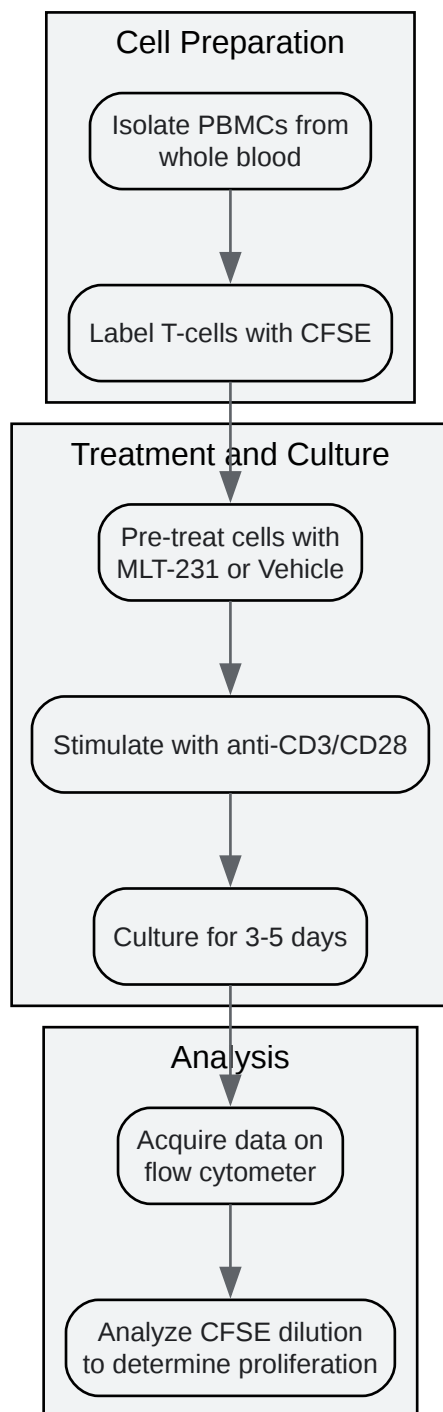 Cell Preparation
Isolate PBMCs from
whole blood
Label T-cells with CFSE
Treatment and Culture
Pre-treat cells with
MLT-231 or Vehicle
Stimulate with anti-CD3/CD28
Culture for 3-5 days
Analysis
Acquire data on
flow cytometer
Analyze CFSE dilution
to determine proliferation